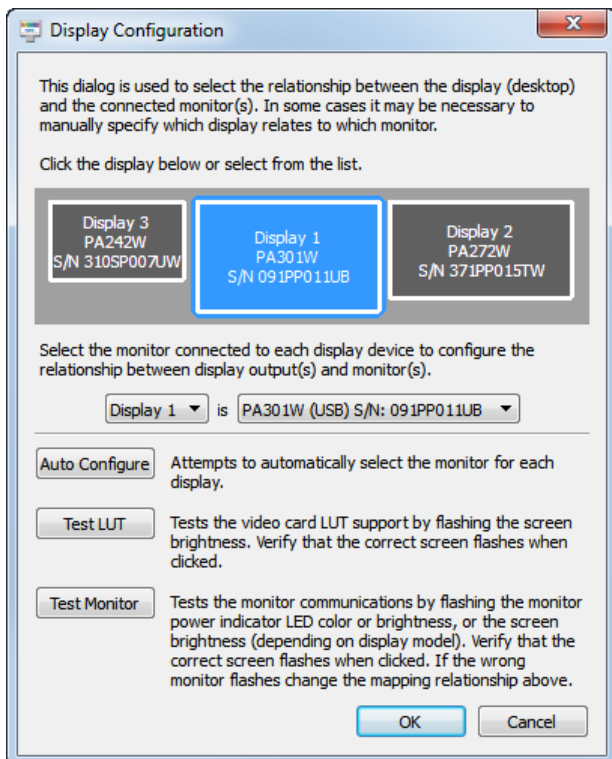 Display Configuration
This dialog is used to select the relationship between the display (desktop)
and the connected monitor(s). In some cases it may be necessary to
manually specify which display relates to which monitor.
Click the display below or select from the list.
Display 3
PA242W
S/N 310SP007UW
Display 1
PA301W
S/N 091PP011UB
Display 2
PA272W
S/N 371PP015TW
Select the monitor connected to each display device to configure the
relationship between display output(s) and monitor(s).
Display 1 is PA301W (USB) S/N: 091PP011UB
Auto Configure
Attempts to automatically select the monitor for each
display.
Test LUT
Tests the video card LUT support by flashing the screen
brightness. Verify that the correct screen flashes when
clicked.
Test Monitor
Tests the monitor communications by flashing the monitor
power indicator LED color or brightness, or the screen
brightness (depending on display model). Verify that the
correct screen flashes when clicked. If the wrong
monitor flashes change the mapping relationship above.
OK
Cancel